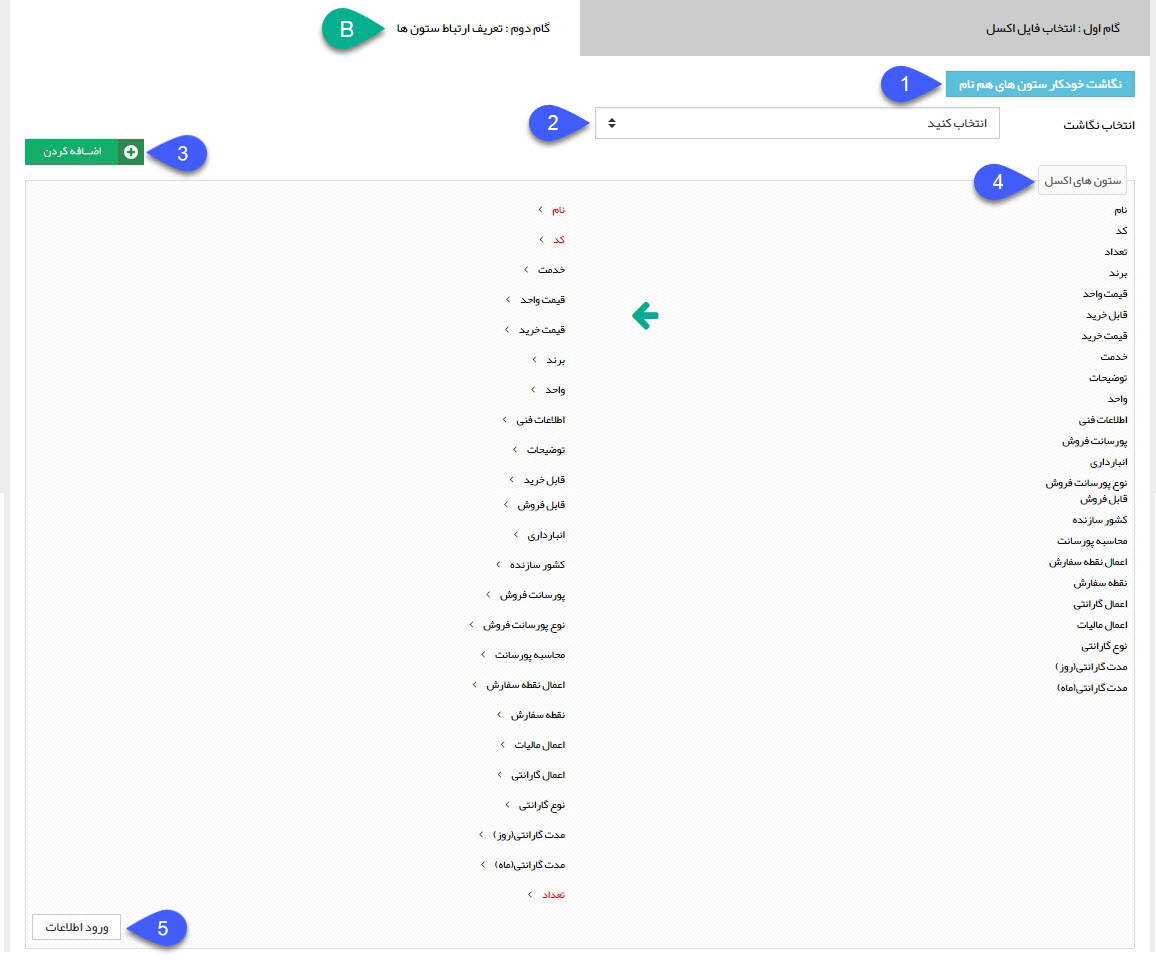 گام اول : انتخاب فایل اکسل
گام دوم : تعریف ارتباط ستون ها
B
نگاشت خودکار ستون های هم نام
1
انتخاب نگاشت
انتخاب کنید
2
اضافه کردن
3
ستون های اکسل
4
نام
کد
تعداد
برند
قیمت واحد
قابل خرید
قیمت خرید
خدمت
توضیحات
واحد
اطلاعات فنی
پورسانت فروش
انبارداری
نوع پورسانت فروش
قابل فروش
کشور سازنده
محاسبه پورسانت
اعمال نقطه سفارش
نقطه سفارش
اعمال گارانتی
اعمال مالیات
نوع گارانتی
مدت گارانتی(روز)
مدت گارانتی(ماه)
نام
کد
خدمت
قیمت واحد
قیمت خرید
برند
واحد
اطلاعات فنی
توضیحات
قابل خرید
قابل فروش
انبارداری
کشور سازنده
پورسانت فروش
نوع پورسانت فروش
محاسبه پورسانت
اعمال نقطه سفارش
نقطه سفارش
اعمال مالیات
اعمال گارانتی
نوع گارانتی
مدت گارانتی(روز)
مدت گارانتی(ماه)
تعداد
5
ورود اطلاعات